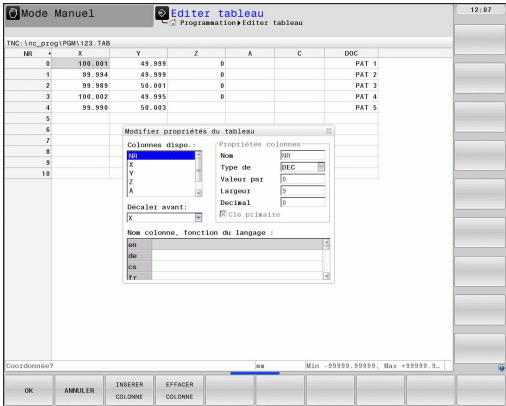 Mode Manuel
Editer tableau
Programmation Editer tableau
12:07
TNC:\nc_prog\PGM\123.TAB
NR X Y Z A C DOC
0 100.001 49.999 0 PAT 1
1 99.994 49.999 0 PAT 2
2 99.989 50.001 0 PAT 3
3 100.002 49.995 0 PAT 4
4 99.990 50.003 PAT 5
5
6
7
8
9
10
Modifier propriétés du tableau
Colonnes dispo.:
NR
X
Y
Z
A
Décaler avant:
X
Propriétés colonnes
Nom NR
Type de DEC
Valeur par 0
Largeur 9
Decimal 0
Clé primaire
Nom colonne, fonction du langage :
en
de
cs
fr
Coordonnée? mm Min -99999.99999, Max +99999.9…
OK
ANNULER
INSERER COLONNE
EFFACER COLONNE